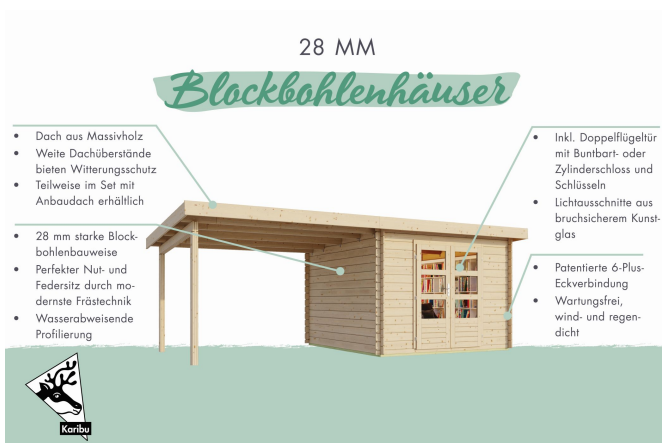 28 MM
Blockbohlenhäuser
• Dach aus Massivholz
• Weite Dachüberstände
bieten Witterungsschutz
• Teilweise im Set mit
Anbaudach erhältlich
• 28 mm starke Block-
bohlenbauweise
• Perfekter Nut- und
Federsitz durch mo-
dernste Frästechnik
• Wasserabweisende
Profilierung
• Inkl. Doppelflügeltür
mit Buntbart- oder
Zylinderschloss und
Schlüsseln
• Lichtausschnitte aus
bruchsicherem Kunst-
glas
• Patentierte 6-Plus-
Eckverbindung
• Wartungsfrei,
wind- und regen-
dicht
Karibu